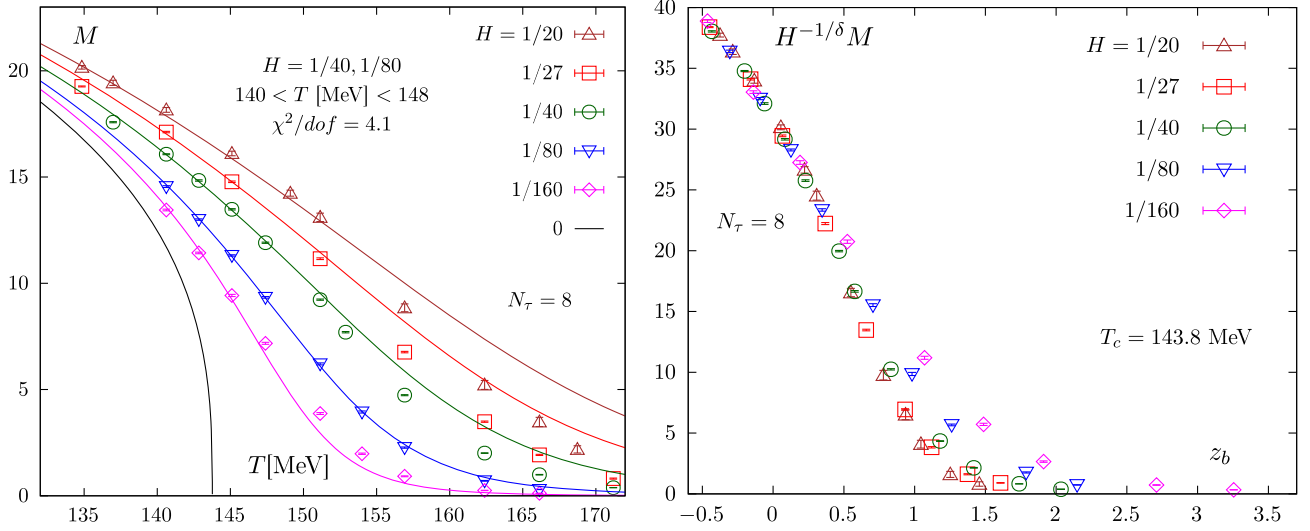 M
H = 1/20
1/27
1/40
1/80
1/160
0
H = 1/40, 1/80
140 < T [MeV] < 148
χ²/dof = 4.1
N_τ = 8
T[MeV]
0
5
10
15
20
135 140 145 150 155 160 165 170
H^{-1/δ}M
H = 1/20
1/27
1/40
1/80
1/160
N_τ = 8
T_c = 143.8 MeV
z_b
0
5
10
15
20
25
30
35
40
−0.5 0 0.5 1 1.5 2 2.5 3 3.5